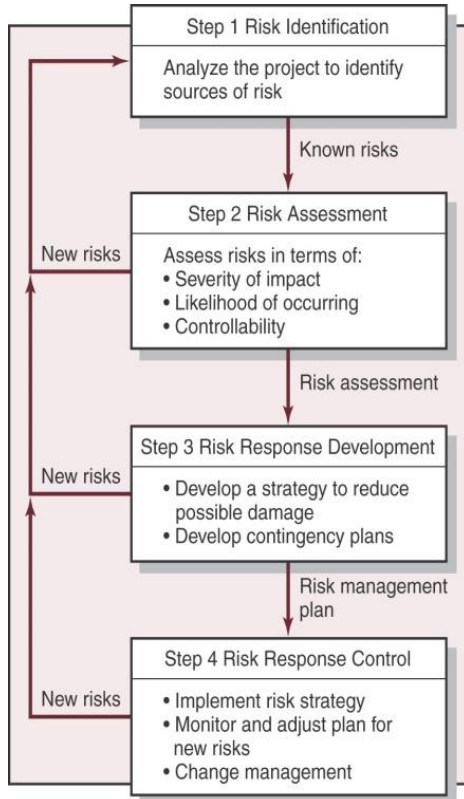 Step 1 Risk Identification
Analyze the project to identify
sources of risk
Known risks
Step 2 Risk Assessment
New risks
Assess risks in terms of:
• Severity of impact
• Likelihood of occurring
• Controllability
Risk assessment
Step 3 Risk Response Development
New risks
• Develop a strategy to reduce
possible damage
• Develop contingency plans
Risk management
plan
Step 4 Risk Response Control
New risks
• Implement risk strategy
• Monitor and adjust plan for
new risks
• Change management